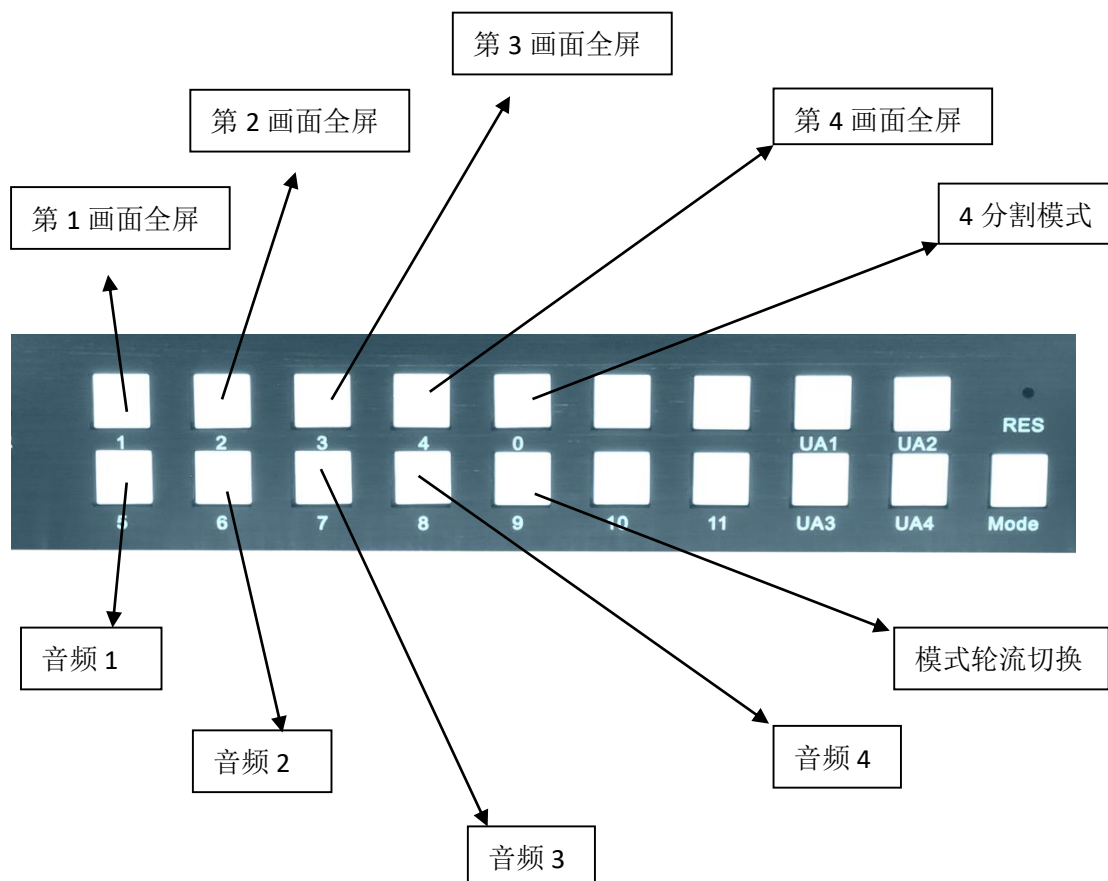 第 3 画面全屏
第 2 画面全屏
第 4 画面全屏
第 1 画面全屏
4 分割模式
1 2 3 4 0 UA1 UA2 RES
5 6 7 8 9 10 11 UA3 UA4 Mode
音频 1
模式轮流切换
音频 2
音频 4
音频 3